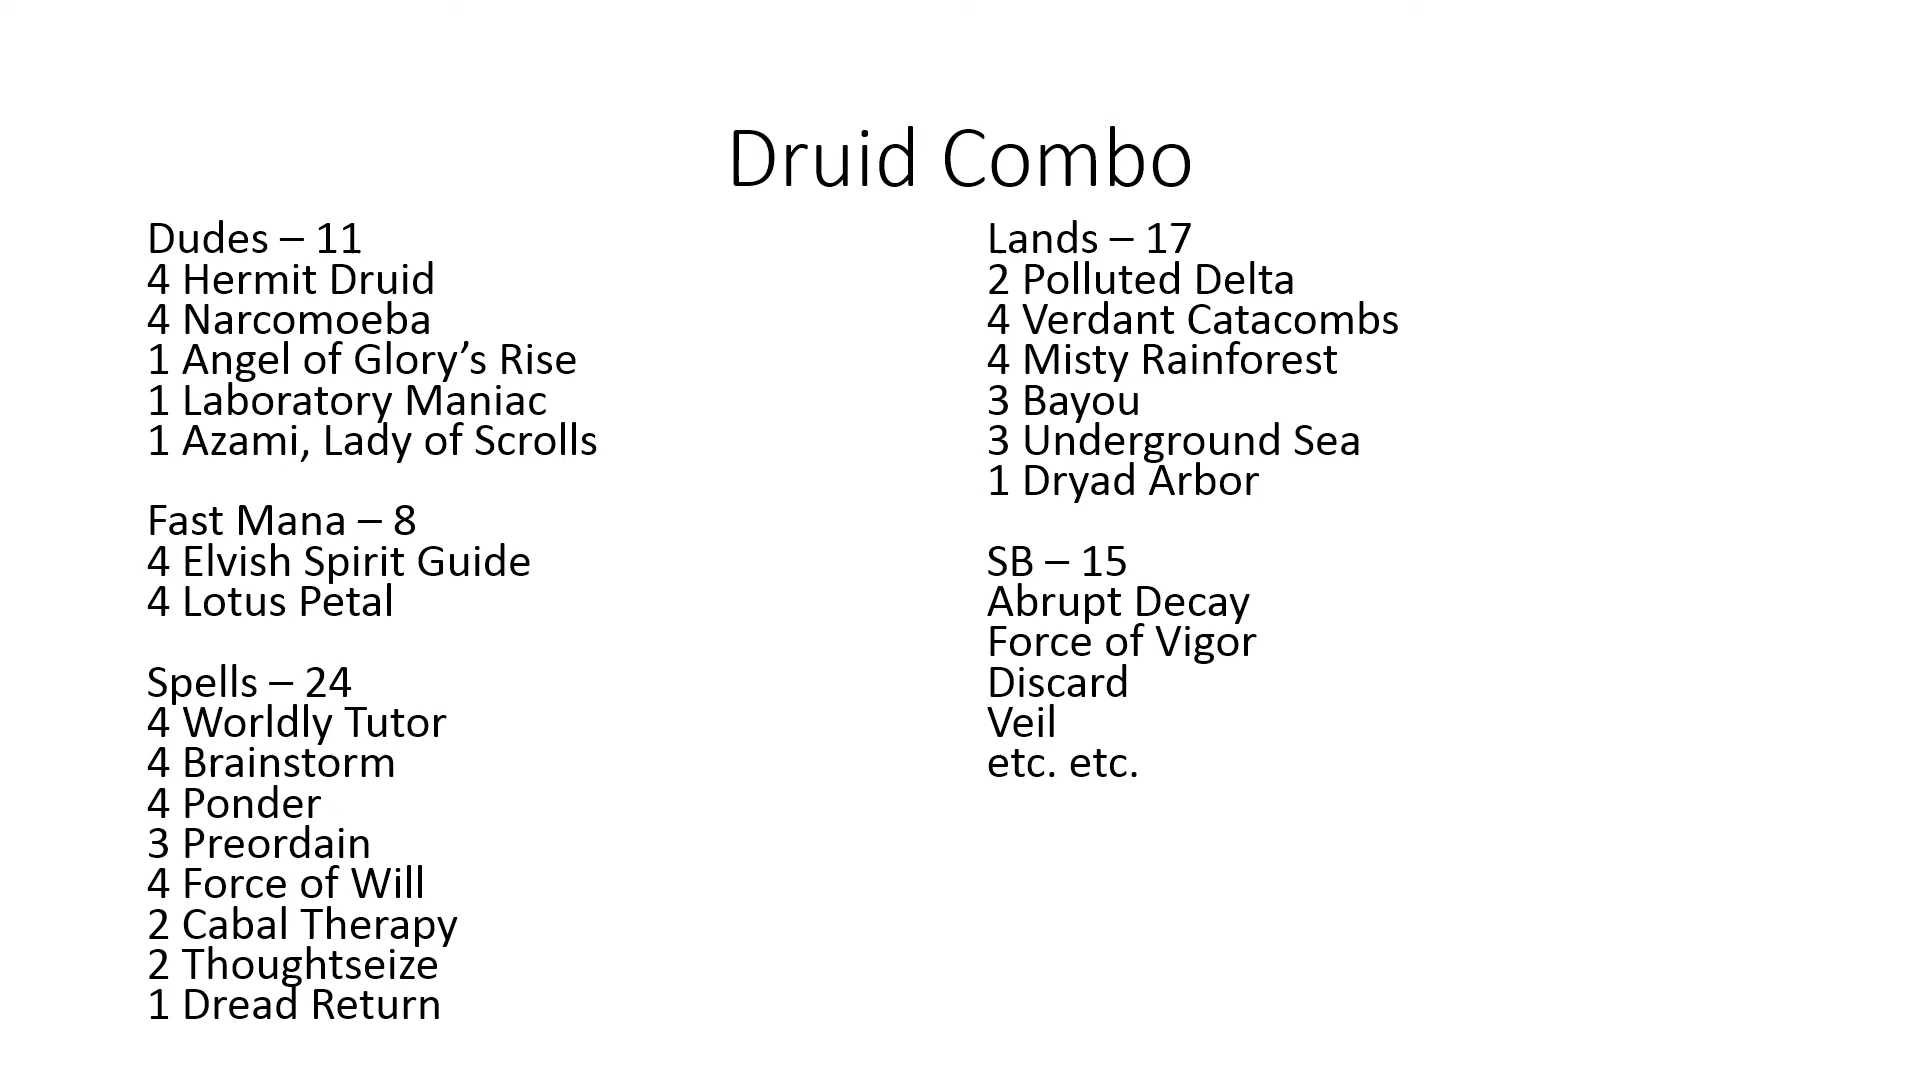 Druid Combo
Dudes – 11
4 Hermit Druid
4 Narcomoeba
1 Angel of Glory’s Rise
1 Laboratory Maniac
1 Azami, Lady of Scrolls
Fast Mana – 8
4 Elvish Spirit Guide
4 Lotus Petal
Spells – 24
4 Worldly Tutor
4 Brainstorm
4 Ponder
3 Preordain
4 Force of Will
2 Cabal Therapy
2 Thoughtseize
1 Dread Return
Lands – 17
2 Polluted Delta
4 Verdant Catacombs
4 Misty Rainforest
3 Bayou
3 Underground Sea
1 Dryad Arbor
SB – 15
Abrupt Decay
Force of Vigor
Discard
Veil
etc. etc.